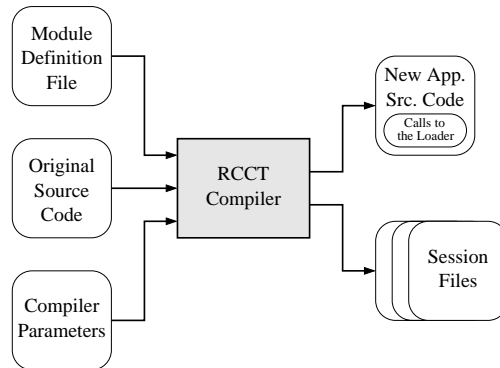 Module
Definition
File
Original
Source
Code
Compiler
Parameters
RCCT
Compiler
New App.
Src. Code
Calls to
the Loader
Session
Files